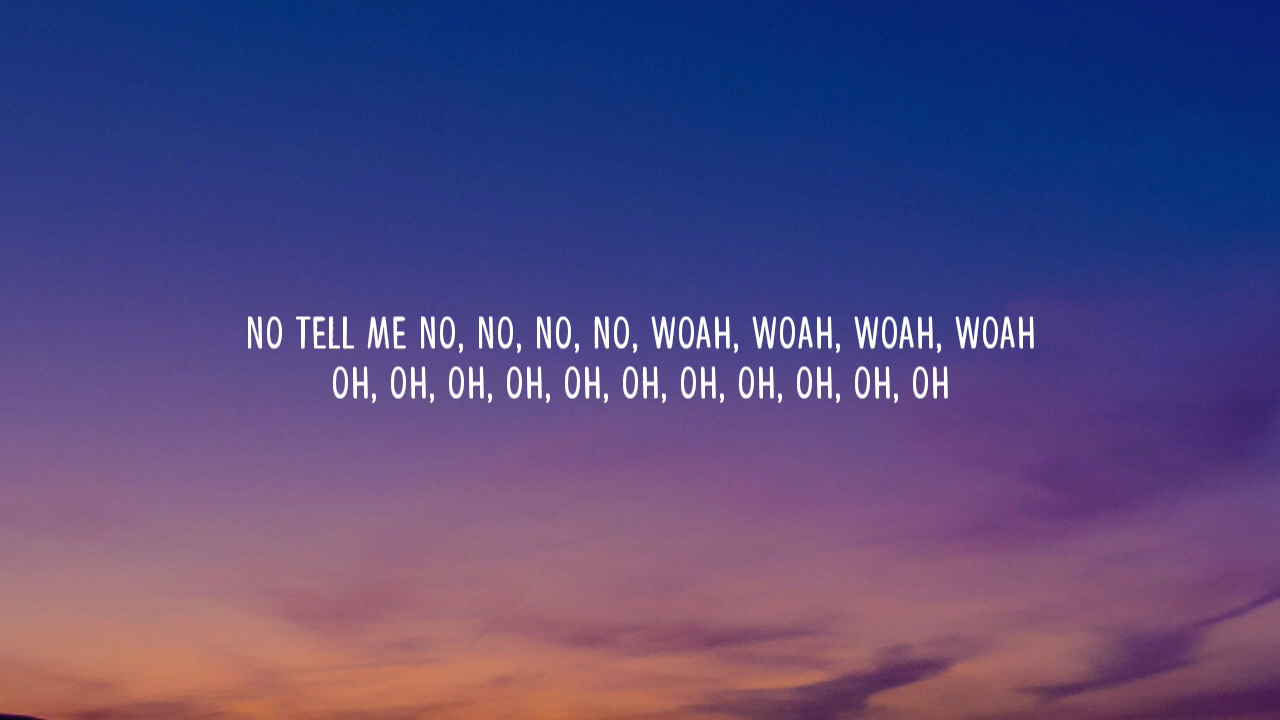 NO TELL ME NO, NO, NO, NO, WOAH, WOAH, WOAH, WOAH
OH, OH, OH, OH, OH, OH, OH, OH, OH, OH, OH